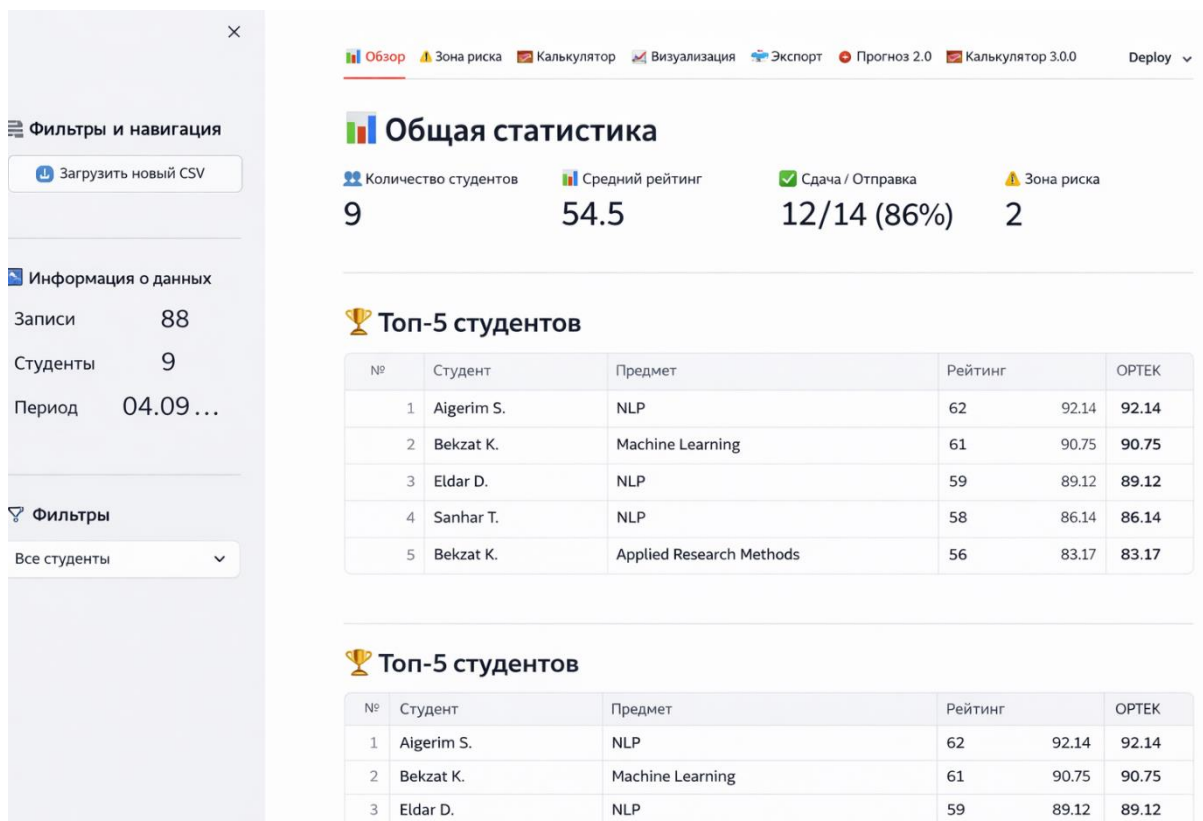 Фильтры и навигация
Загрузить новый CSV
Информация о данных
Записи 88
Студенты 9
Период 04.09...
Фильтры
Все студенты
Обзор Зона риска Калькулятор Визуализация Экспорт Прогноз 2.0 Калькулятор 3.0.0 Deploy
Общая статистика
Количество студентов Средний рейтинг Сдача / Отправка Зона риска
9 54.5 12/14 (86%) 2
Топ-5 студентов
№ Студент Предмет Рейтинг OPTEK
1 Aigerim S. NLP 62 92.14 92.14
2 Bekzat K. Machine Learning 61 90.75 90.75
3 Eldar D. NLP 59 89.12 89.12
4 Sanhar T. NLP 58 86.14 86.14
5 Bekzat K. Applied Research Methods 56 83.17 83.17
Топ-5 студентов
№ Студент Предмет Рейтинг OPTEK
1 Aigerim S. NLP 62 92.14 92.14
2 Bekzat K. Machine Learning 61 90.75 90.75
3 Eldar D. NLP 59 89.12 89.12